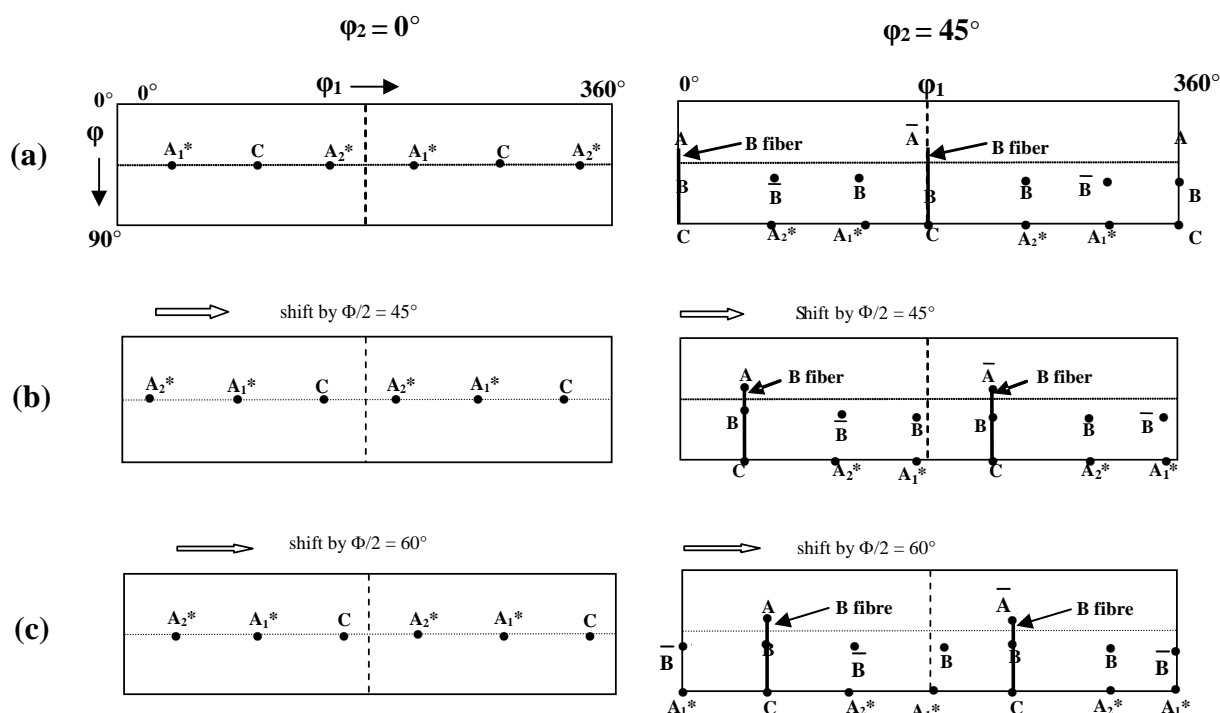 φ₂ = 0° φ₂ = 45°
0° 0° φ₁ 360° 0° φ₁ 360°
(a) φ 90° A₁* C A₂* A₁* C A₂*
A B fiber A̅ B fiber A
B B̅ B B B B̅ B
C A₂* A₁* C A₂* A₁* C
shift by Φ/2 = 45° Shift by Φ/2 = 45°
(b) A₂* A₁* C A₂* A₁* C
A B fiber A̅ B fiber
B B̅ B B B B̅
C A₂* A₁* C A₂* A₁*
shift by Φ/2 = 60° shift by Φ/2 = 60°
(c) A₂* A₁* C A₂* A₁* C
A B fibre A̅ B fibre
B̅ B B̅ B B B B̅
A₁* C A₂* A₁* C A₂* A₁*